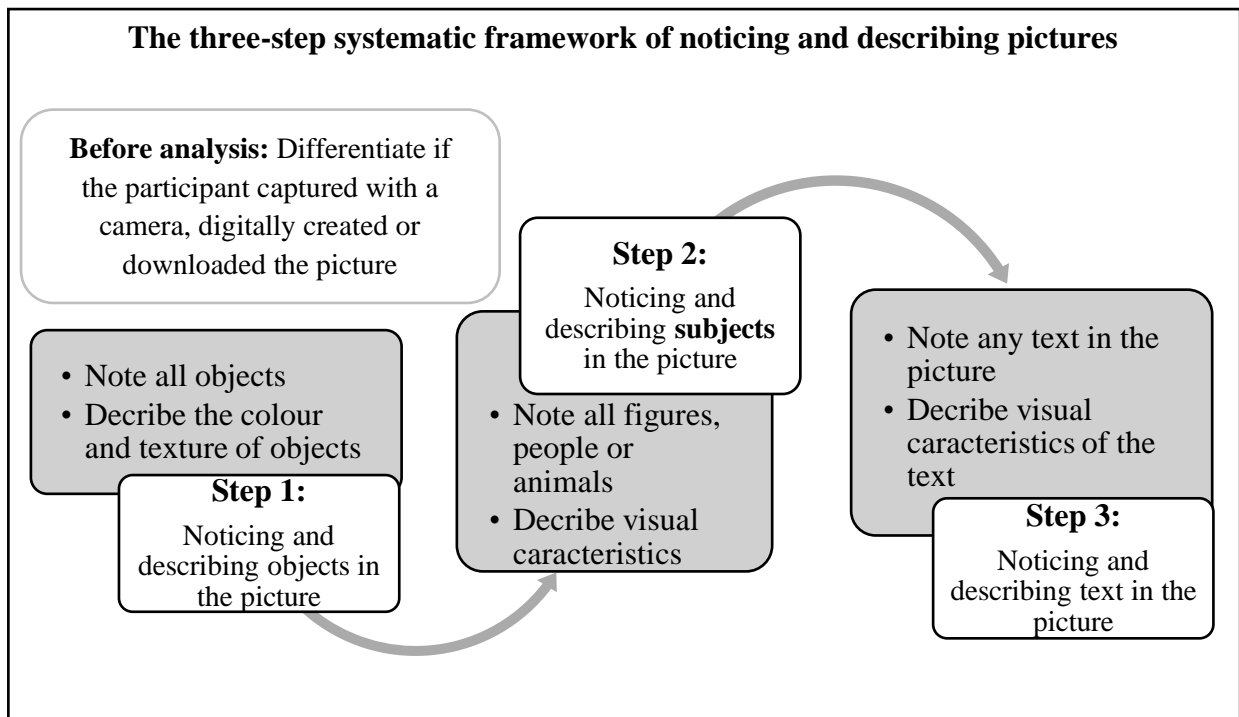 The three-step systematic framework of noticing and describing pictures
Before analysis: Differentiate if
the participant captured with a
camera, digitally created or
downloaded the picture
• Note all objects
• Decribe the colour
and texture of objects
Step 1:
Noticing and
describing objects in
the picture
Step 2:
Noticing and
describing subjects
in the picture
• Note all figures,
people or
animals
• Decribe visual
caracteristics
• Note any text in the
picture
• Decribe visual
caracteristics of the
text
Step 3:
Noticing and
describing text in the
picture